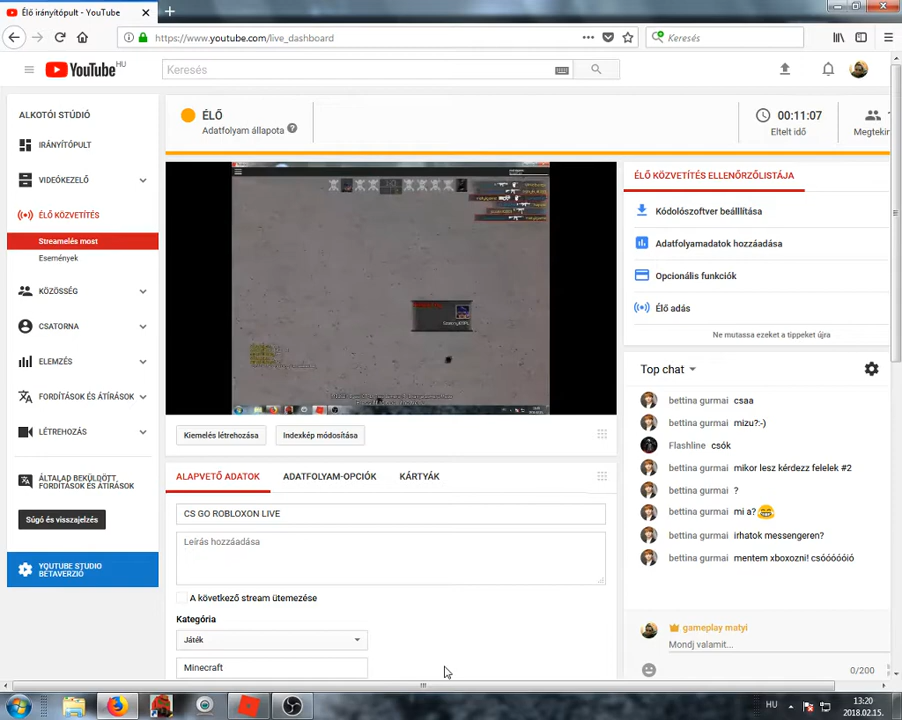 Élő irányítópult - YouTube
https://www.youtube.com/live_dashboard
Keresés
YouTube HU
Keresés
ALKOTÓI STÚDIÓ
IRÁNYÍTÓPULT
VIDEÓKEZELŐ
ÉLŐ KÖZVETÍTÉS
Streamelés most
Események
KÖZÖSSÉG
CSATORNA
ELEMZÉS
FORDÍTÁSOK ÉS ÁTÍRÁSOK
LÉTREHOZÁS
ÁLTALAD BEKÜLDÖTT
FORDÍTÁSOK ÉS ÁTÍRÁSOK
Súgó és visszajelzés
YOUTUBE STUDIO
BÉTAVERZIÓ
ÉLŐ
Adatfolyam állapota
00:11:07
Eltelt idő
Megtekin
Kiemelés létrehozása
Indexkép módosítása
ALAPVETŐ ADATOK
ADATFOLYAM-OPCIÓK
KÁRTYÁK
CS GO ROBLOXON LIVE
Leírás hozzáadása
A következő stream ütemezése
Kategória
Játék
Minecraft
ÉLŐ KÖZVETÍTÉS ELLENŐRZŐLISTÁJA
Kódolószoftver beállítása
Adatfolyamadatok hozzáadása
Opcionális funkciók
Élő adás
Ne mutassa ezeket a tippeket újra
Top chat
bettina gurmai csaa
bettina gurmai mizu?:-)
Flashline csók
bettina gurmai mikor lesz kérdezz felelek #2
bettina gurmai ?
bettina gurmai mi a? 😂
bettina gurmai irhatok messengeren?
bettina gurmai mentem xboxozni! csóóóóóió
gameplay matyi
Mondj valamit...
0/200
HU
13:20
2018.02.15.